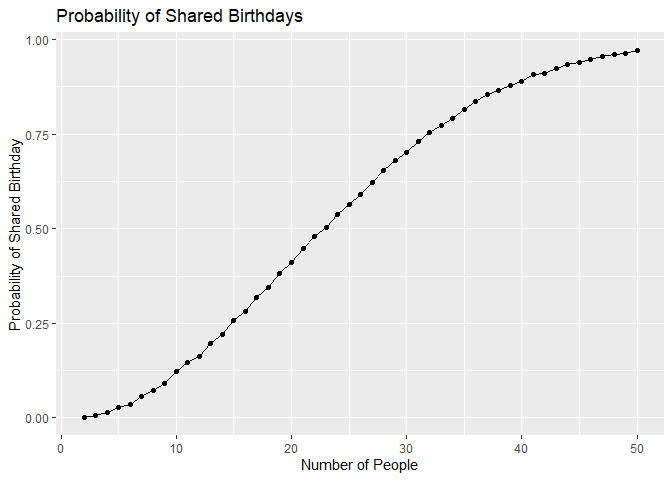 Probability of Shared Birthdays
Probability of Shared Birthday
1.00
0.75
0.50
0.25
0.00
0 10 20 30 40 50
Number of People